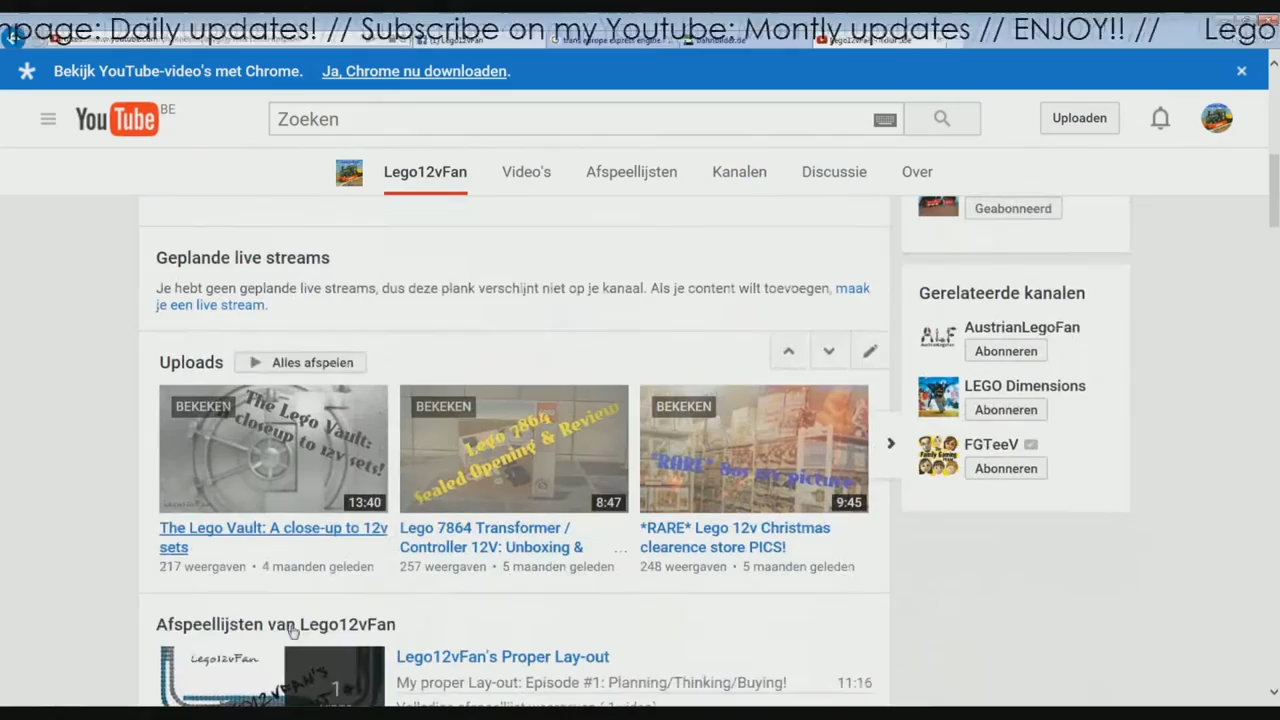 page: Daily updates! // Subscribe on my Youtube: Montly updates // ENJOY!! // Lego
Bekijk YouTube-video's met Chrome. Ja, Chrome nu downloaden.
YouTube BE
Zoeken
Uploaden
Lego12vFan Video's Afspeellijsten Kanalen Discussie Over
Geabonneerd
Geplande live streams
Je hebt geen geplande live streams, dus deze plank verschijnt niet op je kanaal. Als je content wilt toevoegen, maak
je een live stream.
Gerelateerde kanalen
ALF
AustrianLegoFan
Abonneren
LEGO Dimensions
Abonneren
FGTeeV
Abonneren
Uploads Alles afspelen
BEKEKEN
The Lego Vault:
A closeup to 12v sets!
13:40
The Lego Vault: A close-up to 12v
sets
217 weergaven • 4 maanden geleden
BEKEKEN
Lego 7864
Sealed Opening & Review
8:47
Lego 7864 Transformer /
Controller 12V: Unboxing & ...
257 weergaven • 5 maanden geleden
BEKEKEN
*RARE* 80s 12v picture
9:45
*RARE* Lego 12v Christmas
clearence store PICS!
248 weergaven • 5 maanden geleden
Afspeellijsten van Lego12vFan
Lego12vFan
1
Lego12vFan's Proper Lay-out
My proper Lay-out: Episode #1: Planning/Thinking/Buying! 11:16